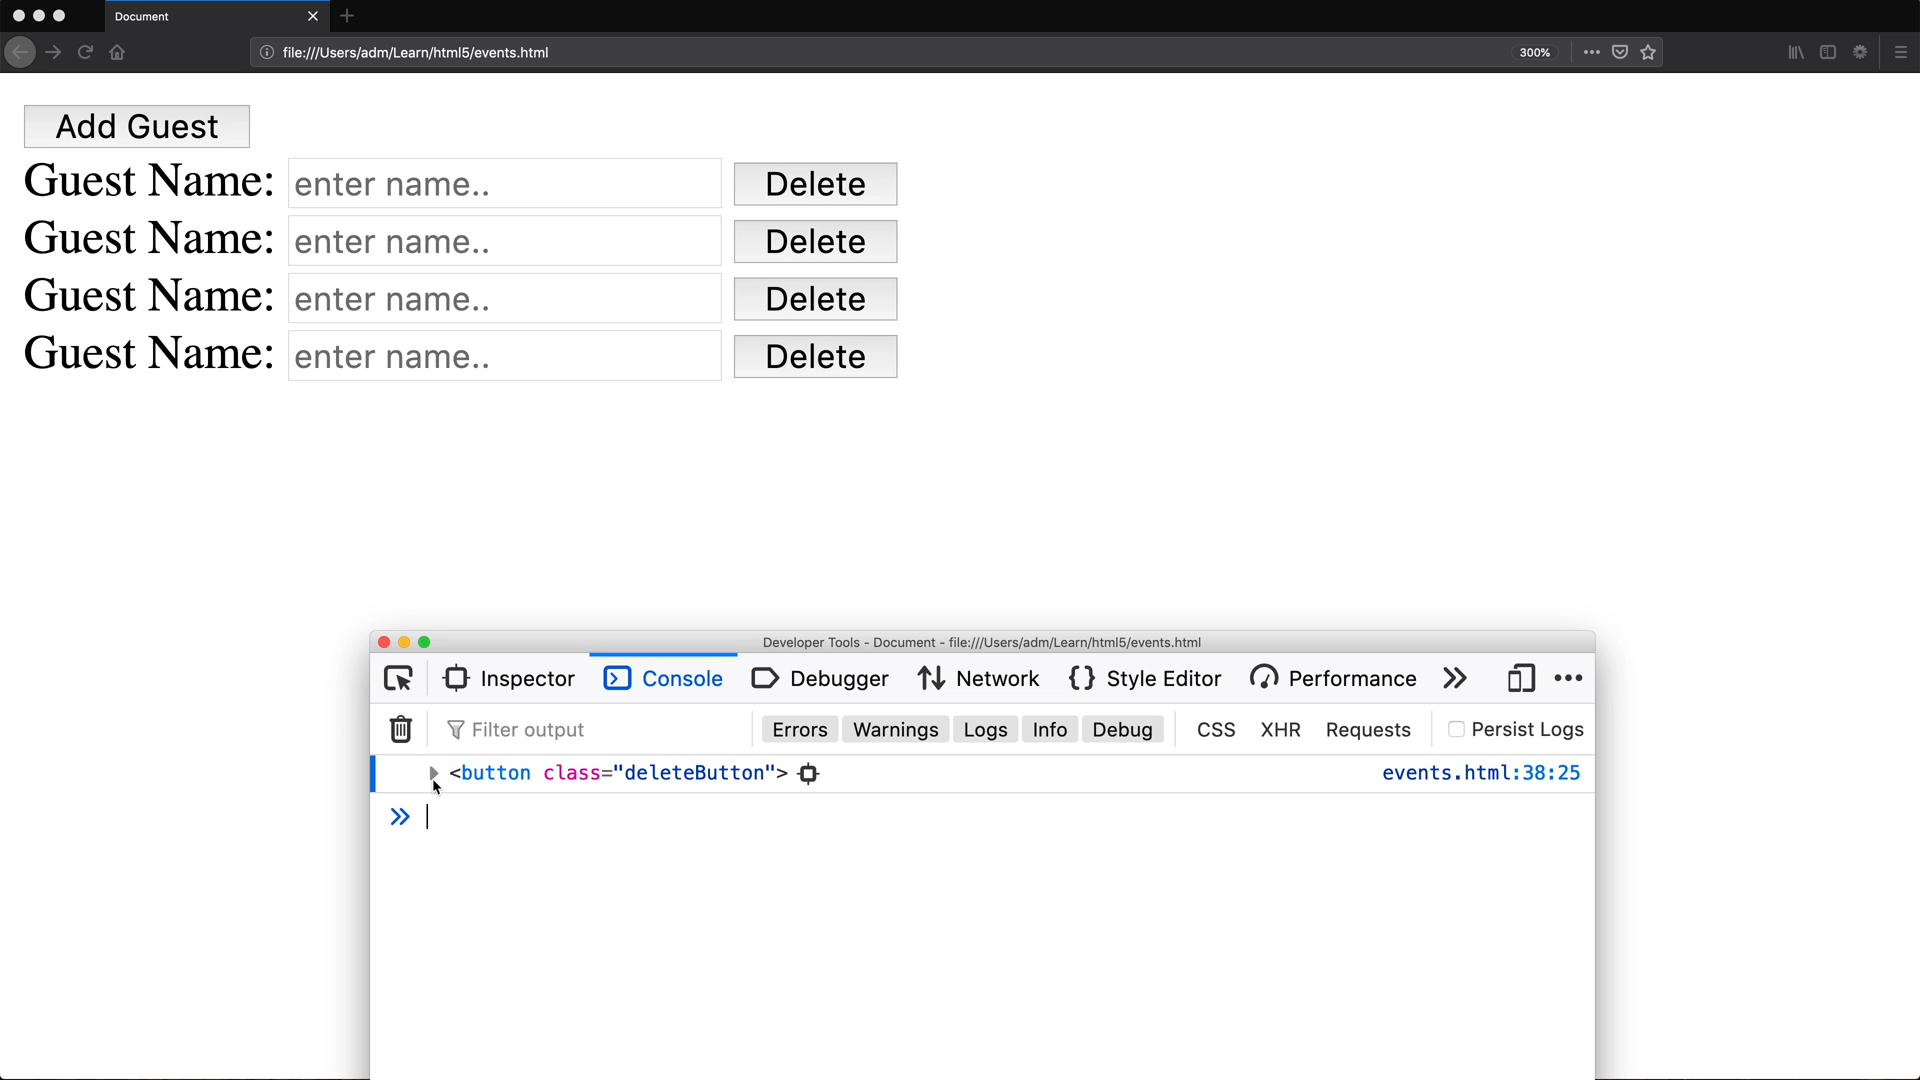 Document
file:///Users/adm/Learn/html5/events.html
300%
Add Guest
Guest Name: enter name.. Delete
Guest Name: enter name.. Delete
Guest Name: enter name.. Delete
Guest Name: enter name.. Delete
Developer Tools - Document - file:///Users/adm/Learn/html5/events.html
Inspector Console Debugger Network Style Editor Performance
Filter output Errors Warnings Logs Info Debug CSS XHR Requests Persist Logs
<button class="deleteButton"> events.html:38:25